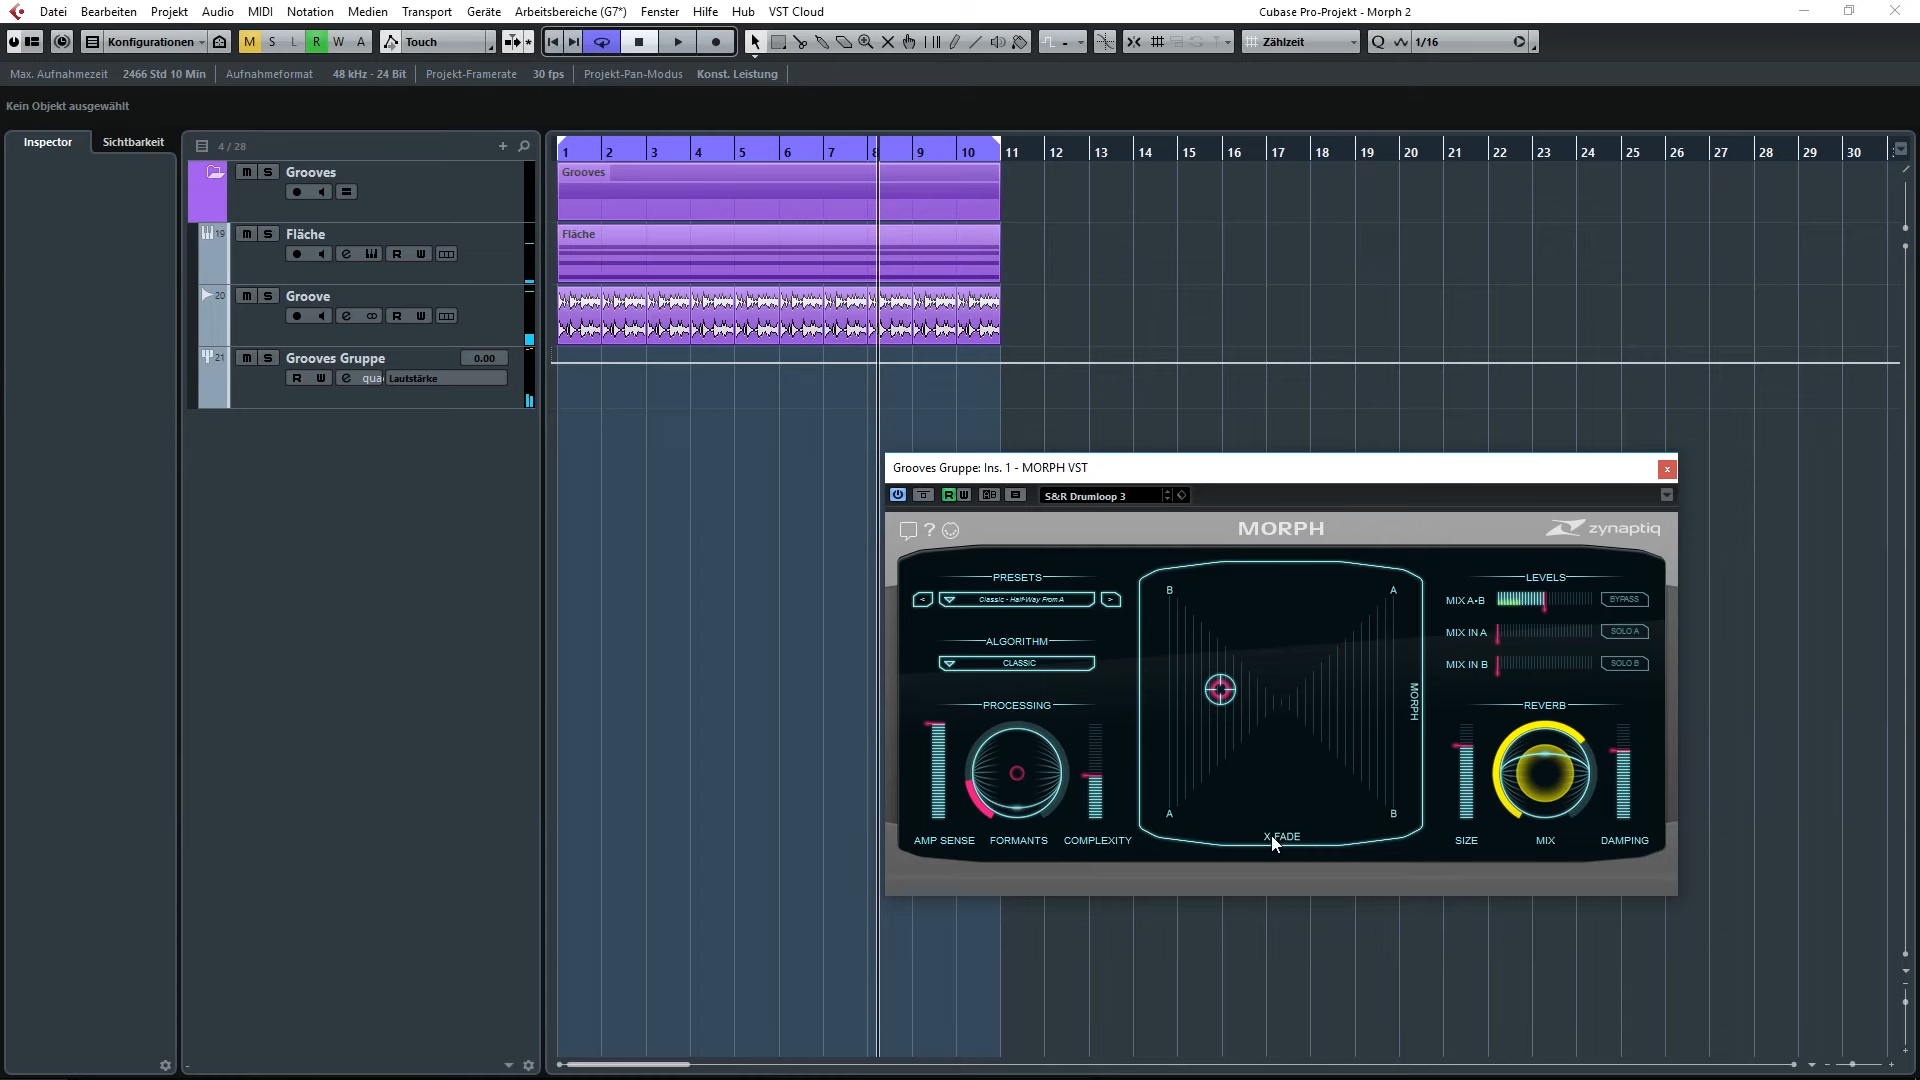 Datei Bearbeiten Projekt Audio MIDI Notation Medien Transport Geräte Arbeitsbereiche (G7*) Fenster Hilfe Hub VST Cloud Cubase Pro-Projekt - Morph 2
Konfigurationen M S L R W A Touch Zählzeit Q 1/16
Max. Aufnahmezeit 2466 Std 10 Min Aufnahmeformat 48 kHz - 24 Bit Projekt-Framerate 30 fps Projekt-Pan-Modus Konst. Leistung
Kein Objekt ausgewählt
Inspector Sichtbarkeit 4 / 28
1 2 3 4 5 6 7 8 9 10 11 12 13 14 15 16 17 18 19 20 21 22 23 24 25 26 27 28 29 30
m S Grooves
Grooves
19 m S Fläche
e R W
Fläche
20 m S Groove
e R W
21 m S Grooves Gruppe 0.00
R W e Lautstärke
Grooves Gruppe: Ins. 1 - MORPH VST
R W S&R Drumloop 3
? MORPH zynaptiq
PRESETS
< Classic - Half-Way From A >
ALGORITHM
CLASSIC
PROCESSING
AMP SENSE FORMANTS COMPLEXITY
B A
MORPH
A B
X-FADE
LEVELS
MIX A-B BYPASS
MIX IN A SOLO A
MIX IN B SOLO B
REVERB
SIZE MIX DAMPING